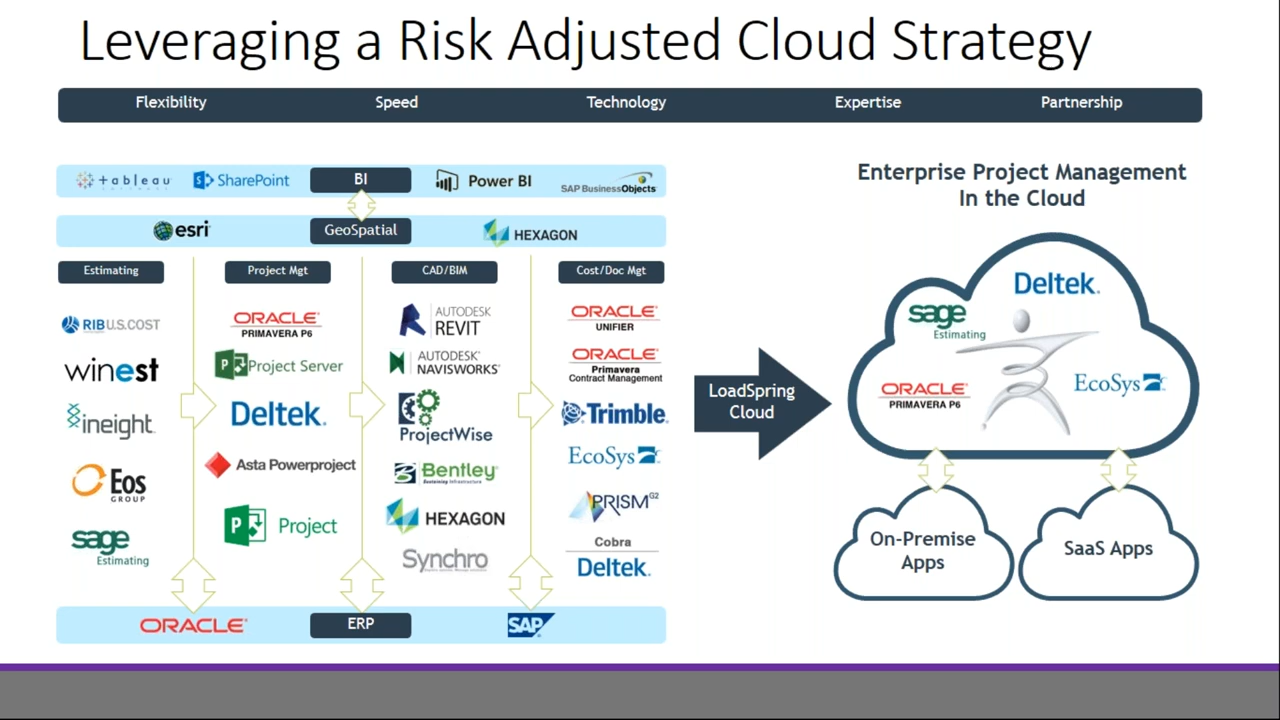 Leveraging a Risk Adjusted Cloud Strategy
Flexibility Speed Technology Expertise Partnership
tableau SharePoint BI Power BI SAP BusinessObjects
esri GeoSpatial HEXAGON
Estimating Project Mgt CAD/BIM Cost/Doc Mgt
RIB U.S.COST
winest
ineight
Eos
GROUP
sage
Estimating
ORACLE
PRIMAVERA P6
Project Server
Deltek.
Asta Powerproject
Project
AUTODESK
REVIT
AUTODESK
NAVISWORKS
ProjectWise
Bentley
Sustaining Infrastructure
HEXAGON
Synchro
ORACLE
UNIFIER
ORACLE
Primavera
Contract Management
Trimble
EcoSys
PRISM G2
Cobra
Deltek.
ORACLE ERP SAP
LoadSpring
Cloud
Enterprise Project Management
In the Cloud
Deltek.
sage
Estimating
ORACLE
PRIMAVERA P6
EcoSys
On-Premise
Apps
SaaS Apps